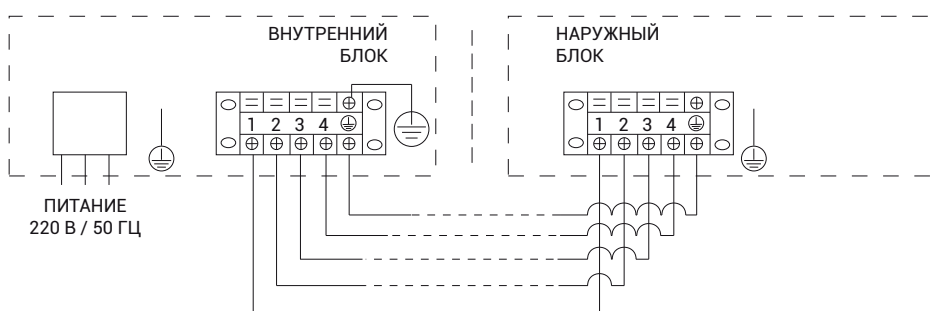 ВНУТРЕННИЙ
БЛОК
НАРУЖНЫЙ
БЛОК
1 2 3 4
1 2 3 4
ПИТАНИЕ
220 В / 50 ГЦ